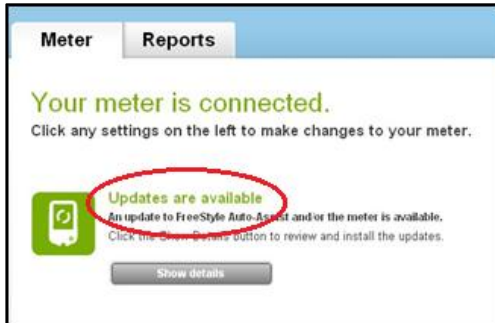 Meter Reports
Your meter is connected.
Click any settings on the left to make changes to your meter.
Updates are available
An update to FreeStyle Auto-Assist and/or the meter is available.
Click the Show Details button to review and install the updates.
Show details